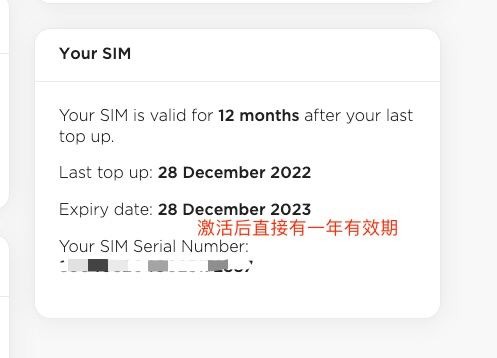 Your SIM
Your SIM is valid for 12 months after your last
top up.
Last top up: 28 December 2022
Expiry date: 28 December 2023
激活后直接有一年有效期
Your SIM Serial Number: